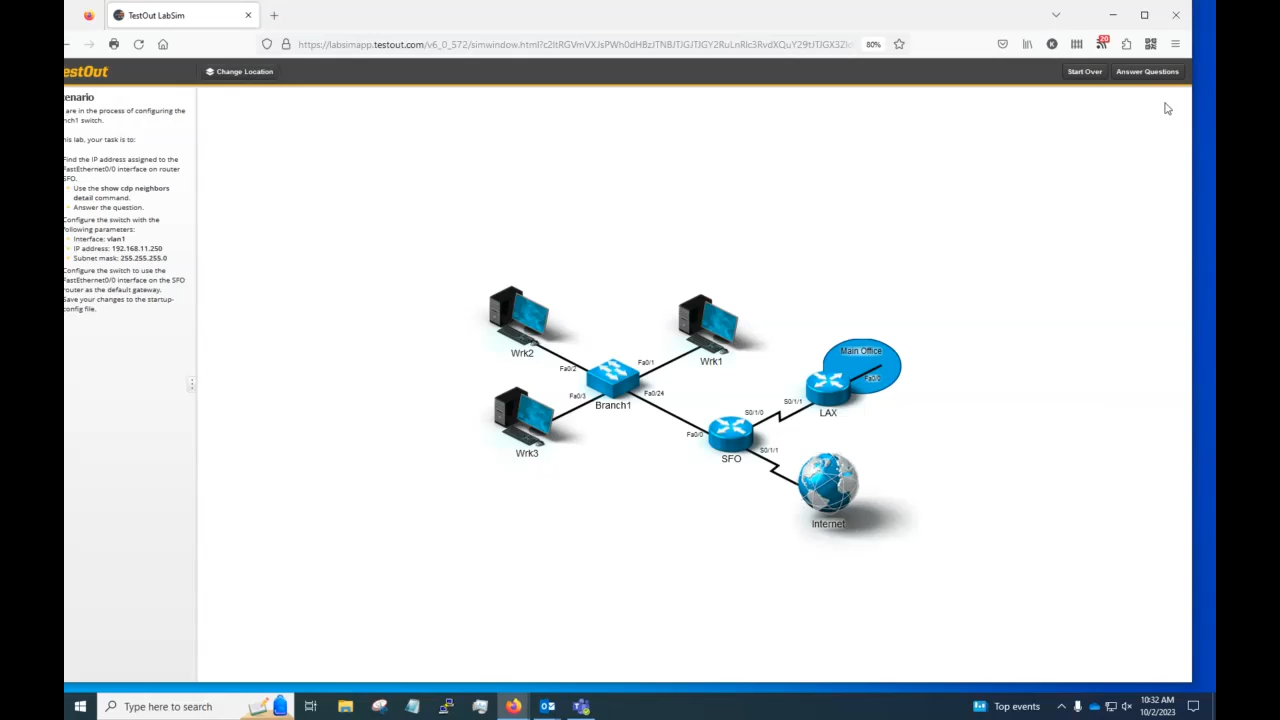 TestOut LabSim
https://labsimapp.testout.com/v6_0_572/simwindow.html?
80%
20
estOut
Change Location
Start Over
Answer Questions
enario
are in the process of configuring the
nch1 switch.
his lab, your task is to:
Find the IP address assigned to the
FastEthernet0/0 interface on router
SFO.
Use the show cdp neighbors
detail command.
Answer the question.
Configure the switch with the
following parameters:
Interface: vlan1
IP address: 192.168.11.250
Subnet mask: 255.255.255.0
Configure the switch to use the
FastEthernet0/0 interface on the SFO
router as the default gateway.
Save your changes to the startup-
config file.
Wrk2
Wrk1
Main Office
Fa0/1
Fa0/2
Fa0/0
Fa0/3
Fa0/24
S0/1/1
Branch1
S0/1/0
LAX
Fa0/0
Wrk3
SFO
S0/1/1
Internet
Type here to search
Top events
10:32 AM
10/2/2023